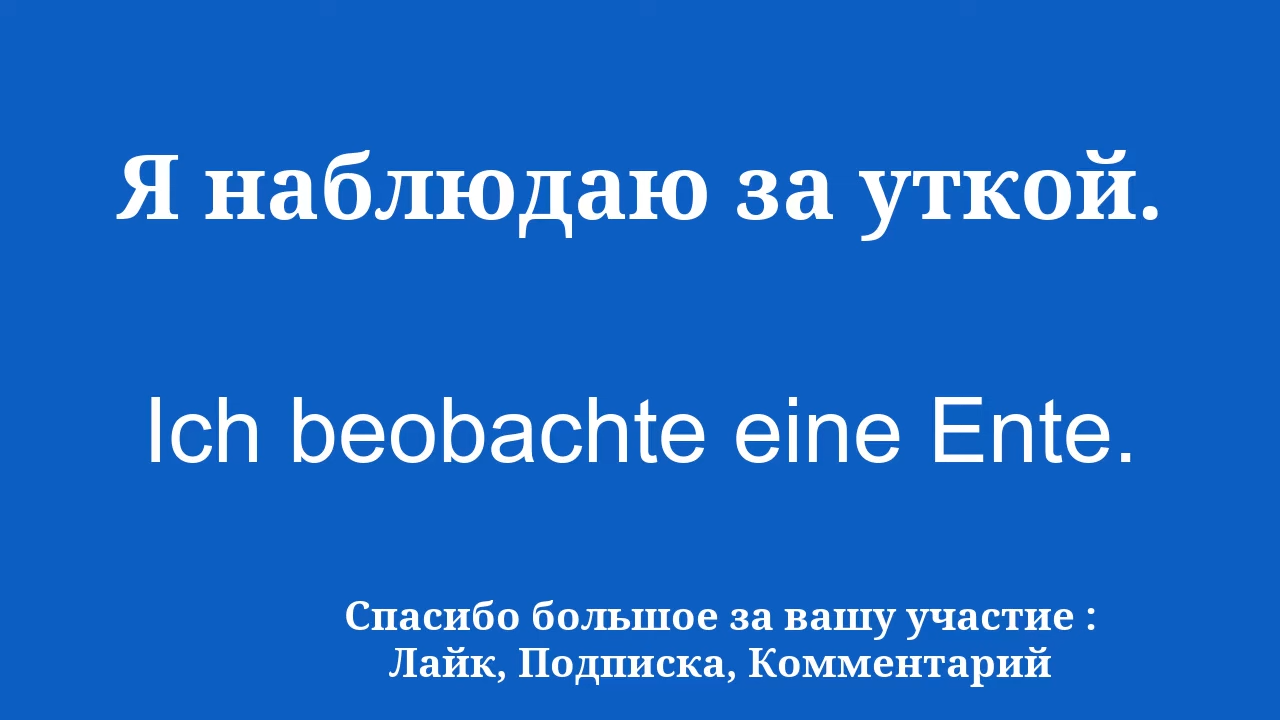 Я наблюдаю за уткой.
Ich beobachte eine Ente.
Спасибо большое за вашу участие :
Лайк, Подписка, Комментарий